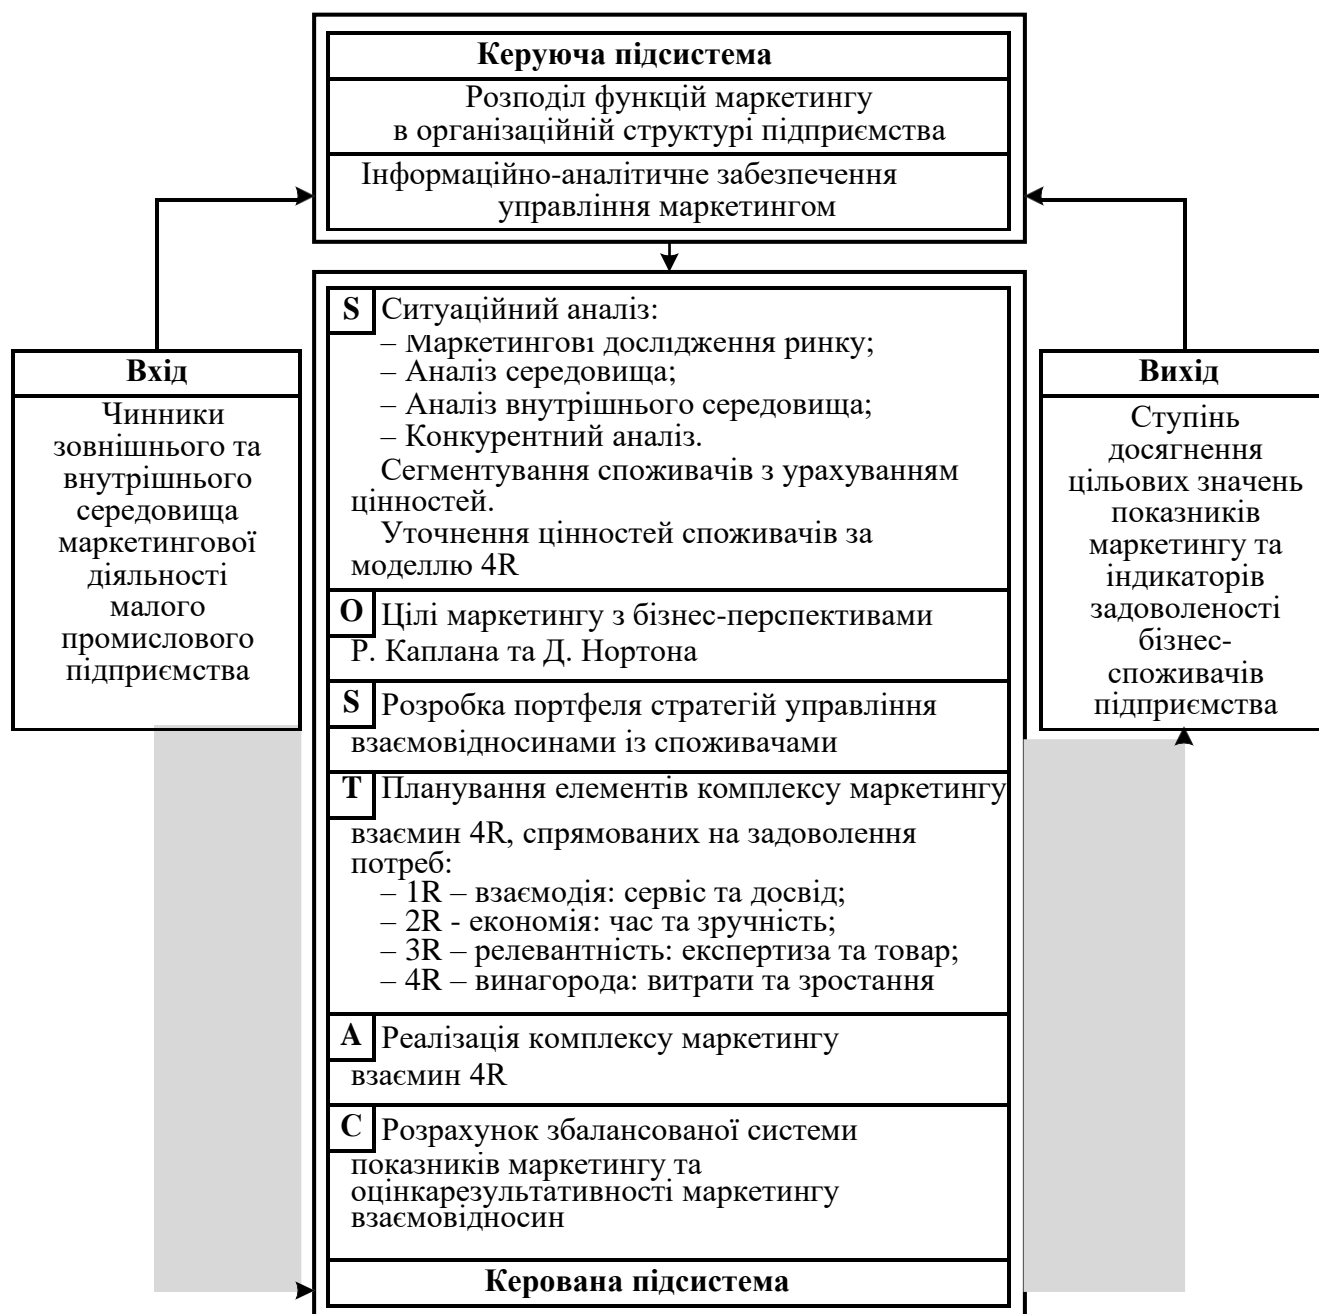 Керуюча підсистема
Розподіл функцій маркетингу
в організаційній структурі підприємства
Інформаційно-аналітичне забезпечення
управління маркетингом
Вхід
Чинники
зовнішнього та
внутрішнього
середовища
маркетингової
діяльності
малого
промислового
підприємства
S Ситуаційний аналіз:
– Маркетингові дослідження ринку;
– Аналіз середовища;
– Аналіз внутрішнього середовища;
– Конкурентний аналіз.
Сегментування споживачів з урахуванням
цінностей.
Уточнення цінностей споживачів за
моделлю 4R
O Цілі маркетингу з бізнес-перспективами
Р. Каплана та Д. Нортона
S Розробка портфеля стратегій управління
взаємовідносинами із споживачами
T Планування елементів комплексу маркетингу
взаємин 4R, спрямованих на задоволення
потреб:
– 1R – взаємодія: сервіс та досвід;
– 2R - економія: час та зручність;
– 3R – релевантність: експертиза та товар;
– 4R – винагорода: витрати та зростання
A Реалізація комплексу маркетингу
взаємин 4R
C Розрахунок збалансованої системи
показників маркетингу та
оцінкарезультативності маркетингу
взаємовідносин
Керована підсистема
Вихід
Ступінь
досягнення
цільових значень
показників
маркетингу та
індикаторів
задоволеності
бізнес-
споживачів
підприємства